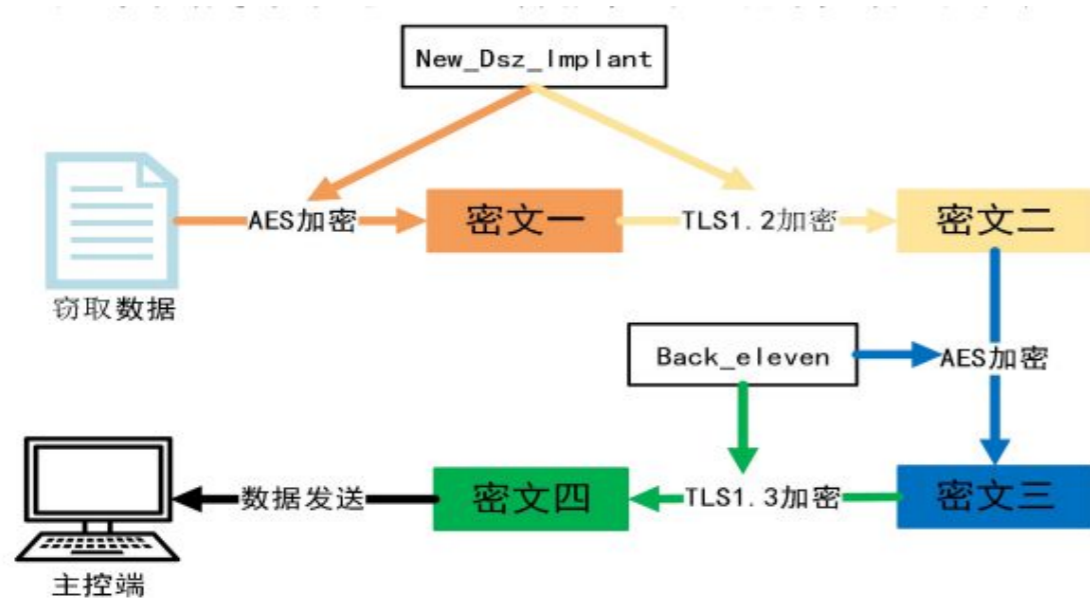 New_Dsz_Implant
AES加密
密文一
TLS1.2加密
密文二
窃取数据
Back_eleven
AES加密
数据发送
密文四
TLS1.3加密
密文三
主控端